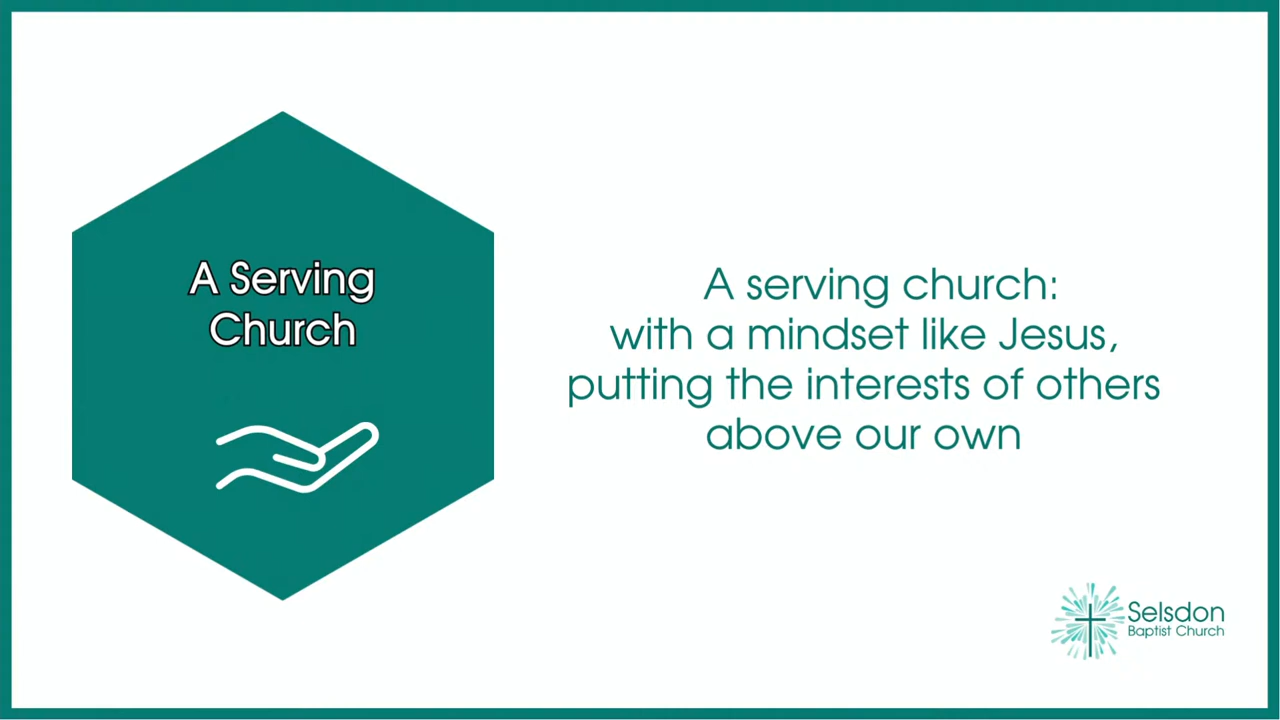 A Serving
Church
A serving church:
with a mindset like Jesus,
putting the interests of others
above our own
Selsdon
Baptist Church